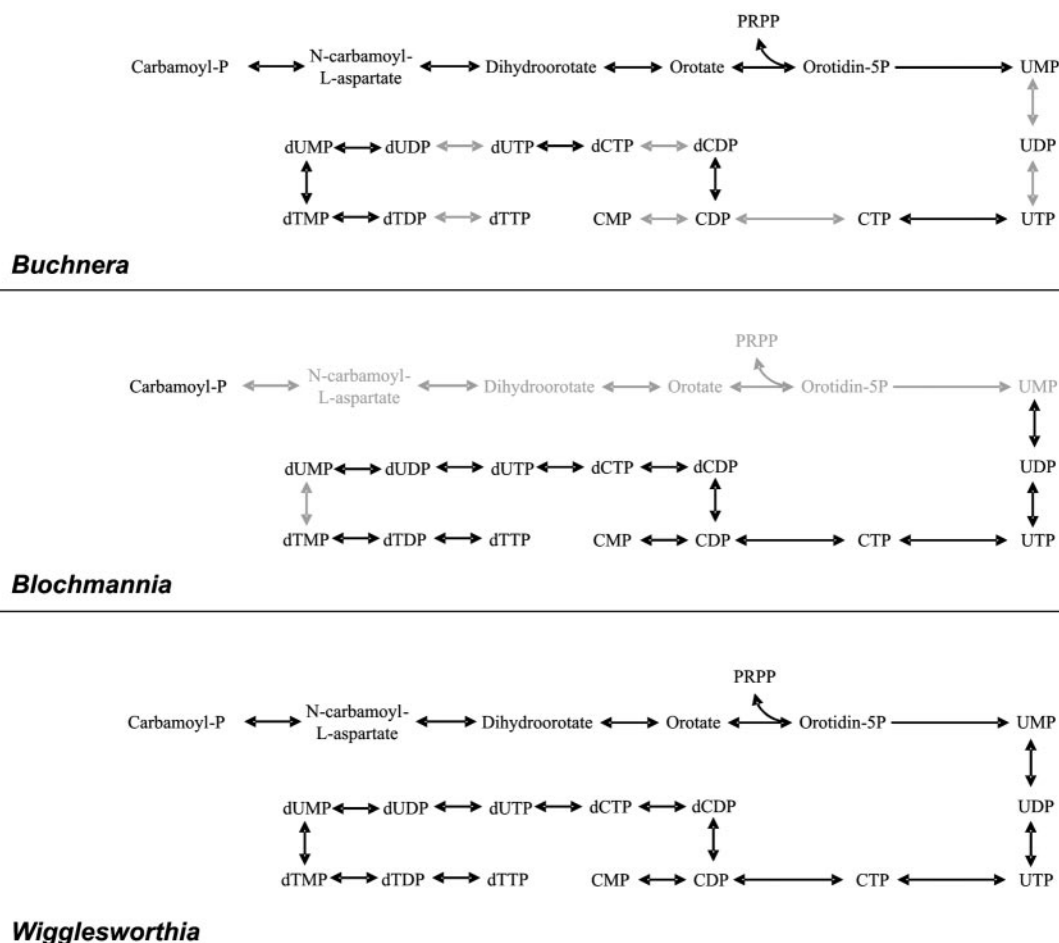 PRPP
Carbamoyl-P N-carbamoyl-L-aspartate Dihydroorotate Orotate Orotidin-5P UMP
dUMP dUDP dUTP dCTP dCDP UDP
dTMP dTDP dTTP CMP CDP CTP UTP
Buchnera
PRPP
Carbamoyl-P N-carbamoyl-L-aspartate Dihydroorotate Orotate Orotidin-5P UMP
dUMP dUDP dUTP dCTP dCDP UDP
dTMP dTDP dTTP CMP CDP CTP UTP
Blochmannia
PRPP
Carbamoyl-P N-carbamoyl-L-aspartate Dihydroorotate Orotate Orotidin-5P UMP
dUMP dUDP dUTP dCTP dCDP UDP
dTMP dTDP dTTP CMP CDP CTP UTP
Wigglesworthia